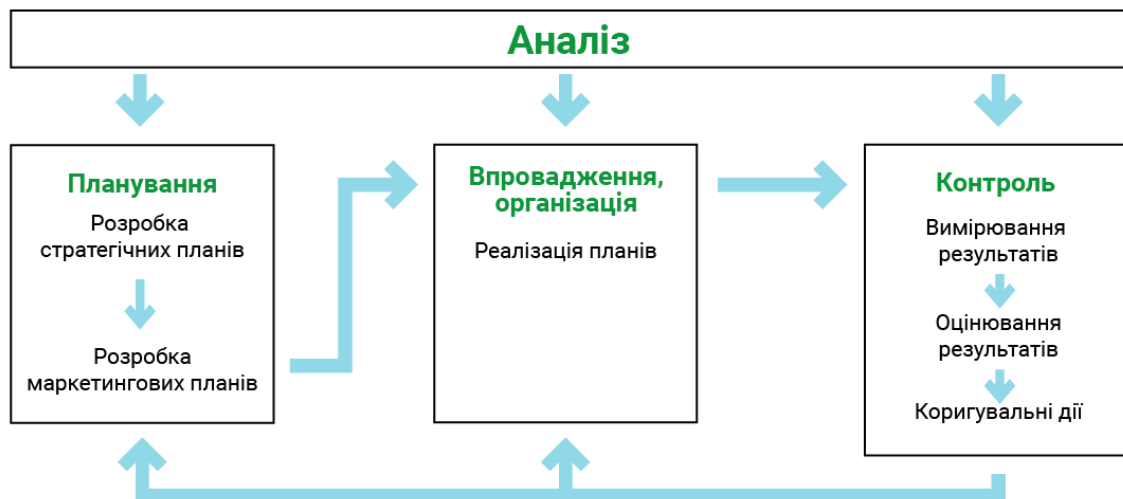 Аналіз
Планування
Розробка
стратегічних планів
Розробка
маркетингових планів
Впровадження,
організація
Реалізація планів
Контроль
Вимірювання
результатів
Оцінювання
результатів
Коригувальні дії